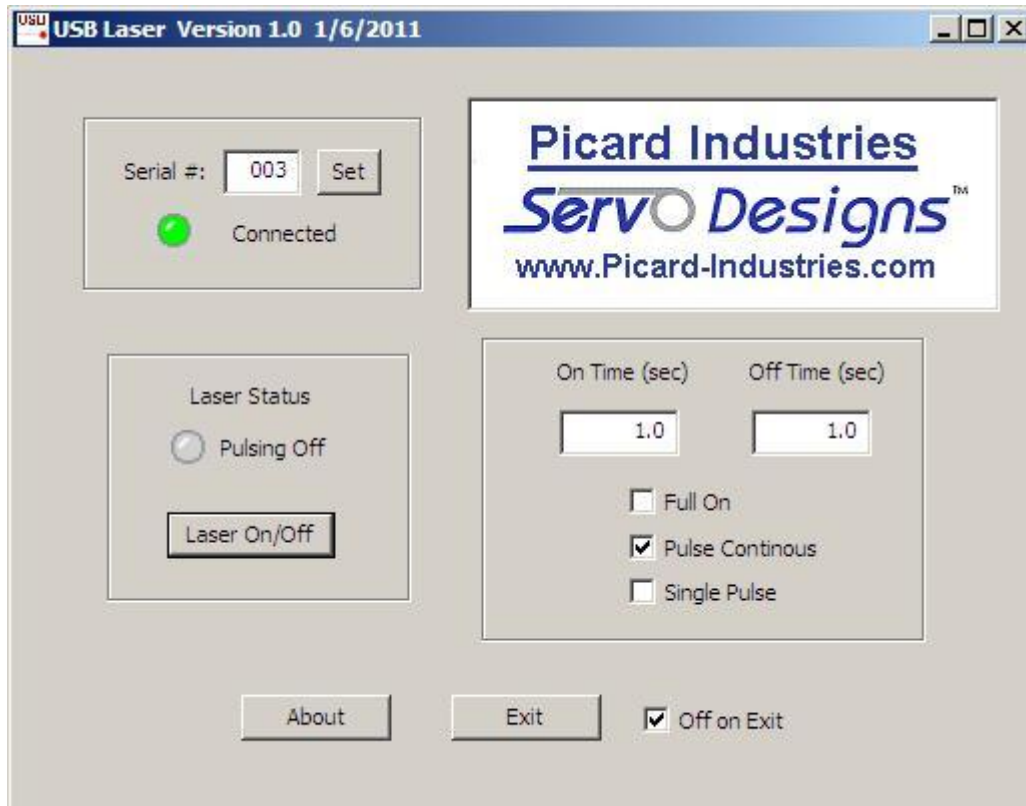 USB Laser Version 1.0 1/6/2011
Serial #: 003 Set
Connected
Picard Industries
Servo Designs™
www.Picard-Industries.com
Laser Status
Pulsing Off
Laser On/Off
On Time (sec) Off Time (sec)
1.0 1.0
Full On
Pulse Continous
Single Pulse
About Exit Off on Exit